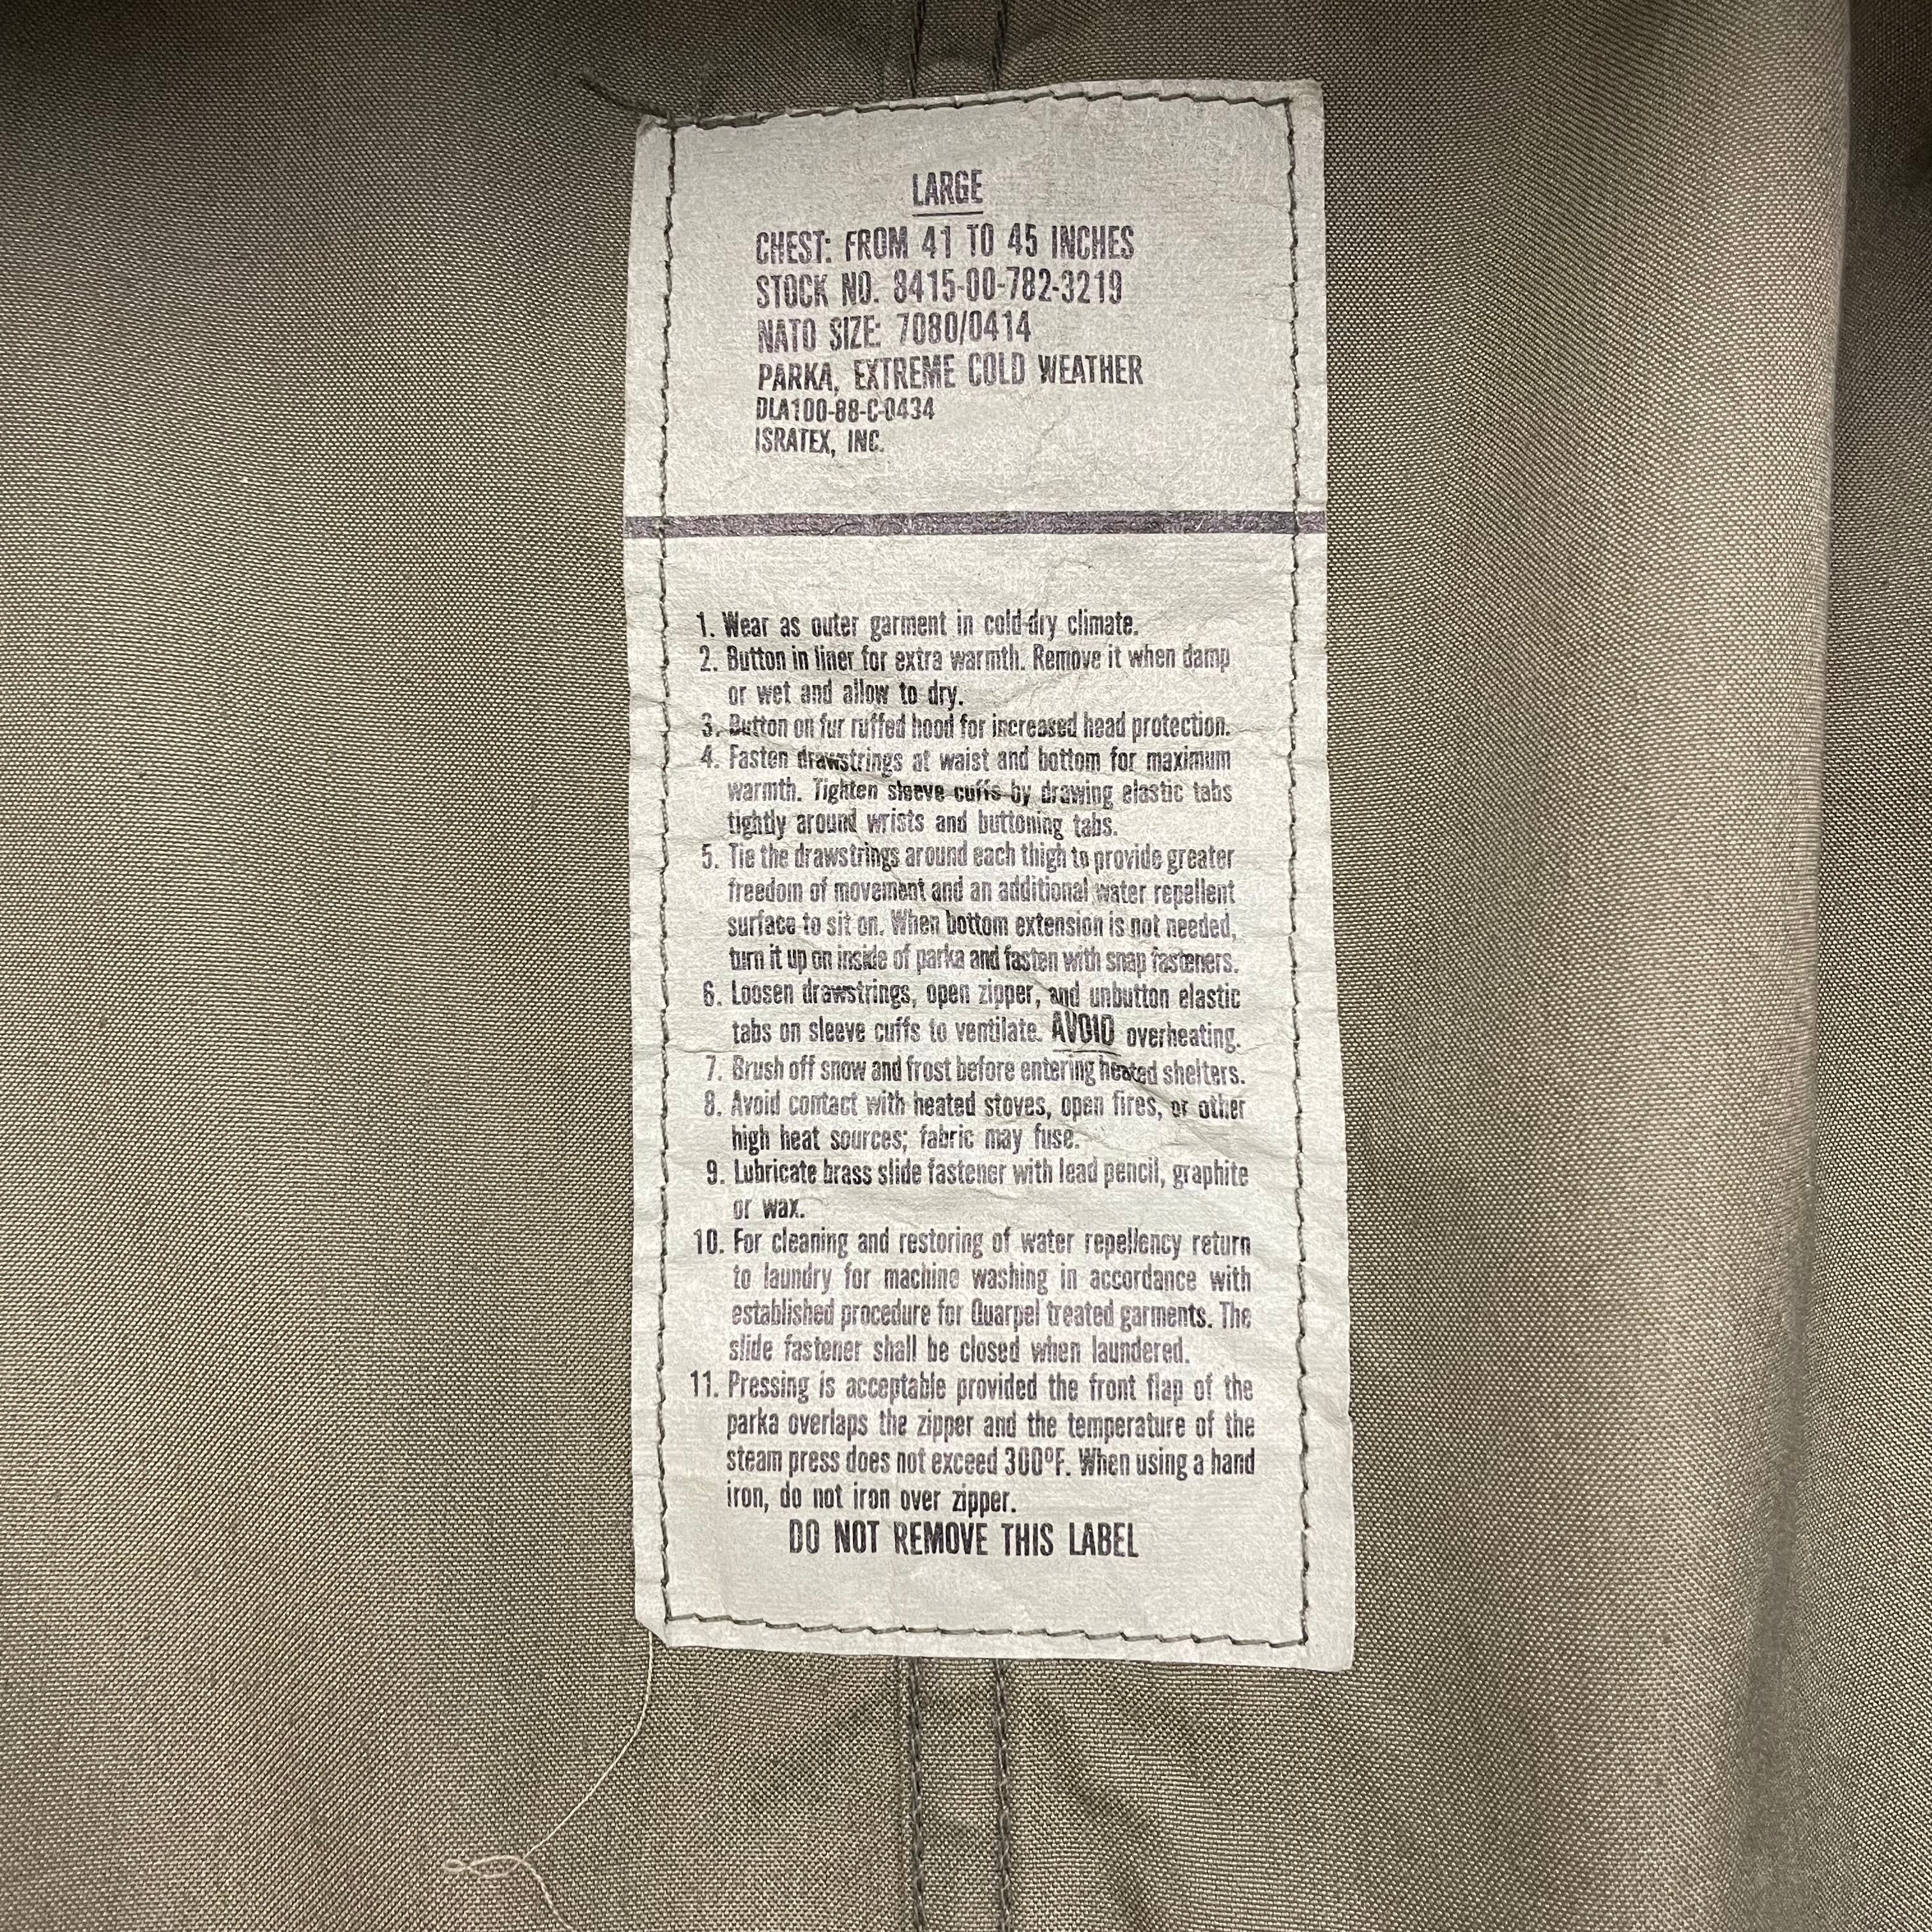 LARGE
CHEST: FROM 41 TO 45 INCHES
STOCK NO. 8415-00-782-3219
NATO SIZE: 7080/0414
PARKA, EXTREME COLD WEATHER
DLA100-88-C-0434
ISRATEX, INC.
1. Wear as outer garment in cold-dry climate.
2. Button in liner for extra warmth. Remove it when damp
or wet and allow to dry.
3. Button on fur ruffed hood for increased head protection.
4. Fasten drawstrings at waist and bottom for maximum
warmth. Tighten sleeve cuffs by drawing elastic tabs
tightly around wrists and buttoning tabs.
5. Tie the drawstrings around each thigh to provide greater
freedom of movement and an additional water repellent
surface to sit on. When bottom extension is not needed,
turn it up on inside of parka and fasten with snap fasteners.
6. Loosen drawstrings, open zipper, and unbutton elastic
tabs on sleeve cuffs to ventilate. AVOID overheating.
7. Brush off snow and frost before entering heated shelters.
8. Avoid contact with heated stoves, open fires, or other
high heat sources; fabric may fuse.
9. Lubricate brass slide fastener with lead pencil, graphite
or wax.
10. For cleaning and restoring of water repellency return
to laundry for machine washing in accordance with
established procedure for Quarpel treated garments. The
slide fastener shall be closed when laundered.
11. Pressing is acceptable provided the front flap of the
parka overlaps the zipper and the temperature of the
steam press does not exceed 300ºF. When using a hand
iron, do not iron over zipper.
DO NOT REMOVE THIS LABEL